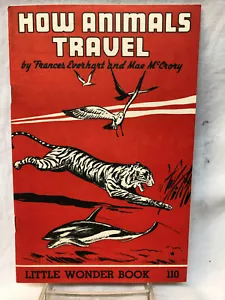 HOW ANIMALS
TRAVEL
by Frances Everhart and Mae McCrory
LITTLE WONDER BOOK 110